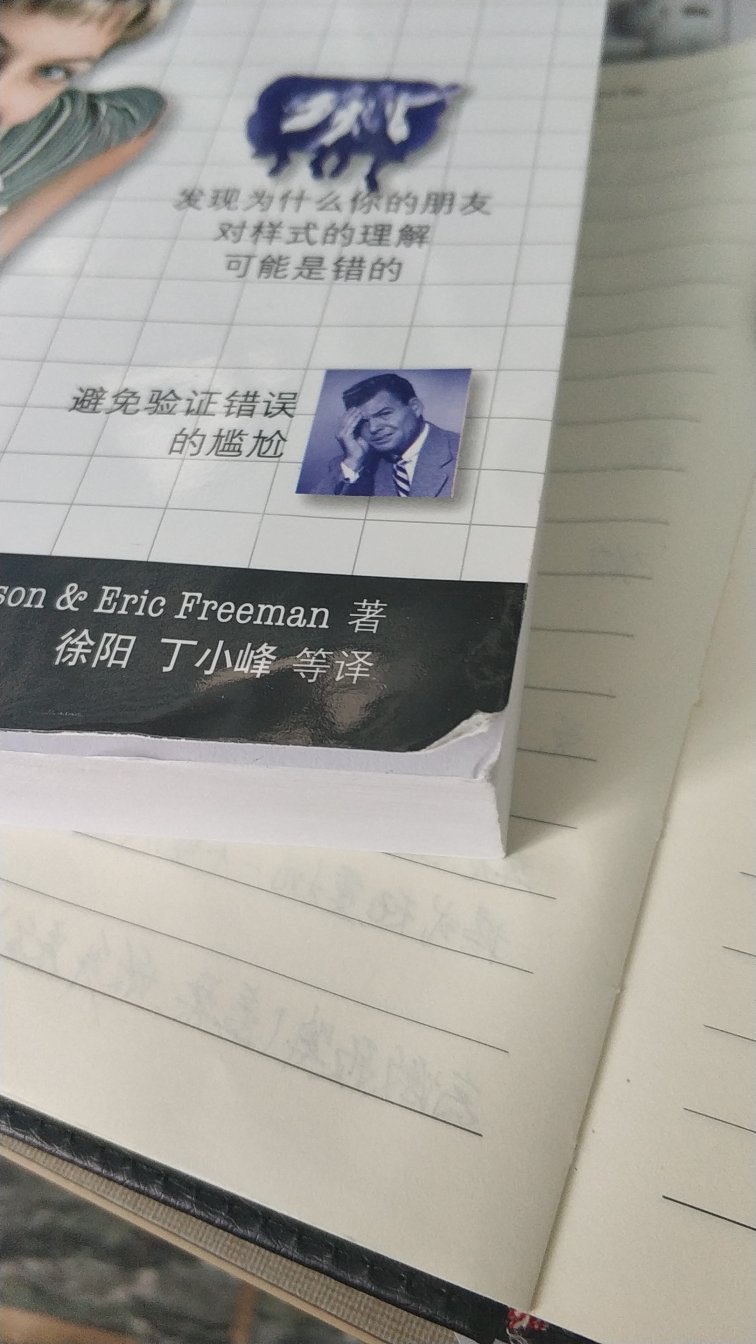 发现为什么你的朋友
对样式的理解
可能是错的
避免验证错误
的尴尬
son & Eric Freeman 著
徐阳 丁小峰 等译